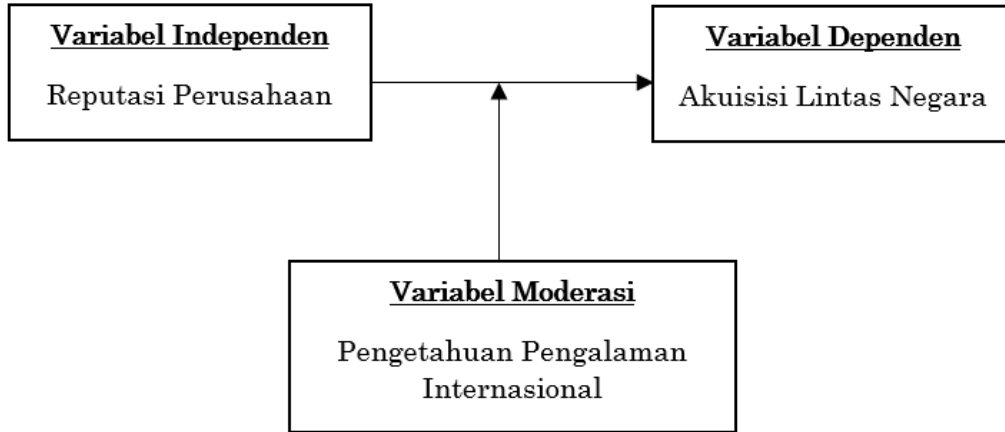 Variabel Independen
Reputasi Perusahaan
Variabel Dependen
Akuisisi Lintas Negara
Variabel Moderasi
Pengetahuan Pengalaman
Internasional